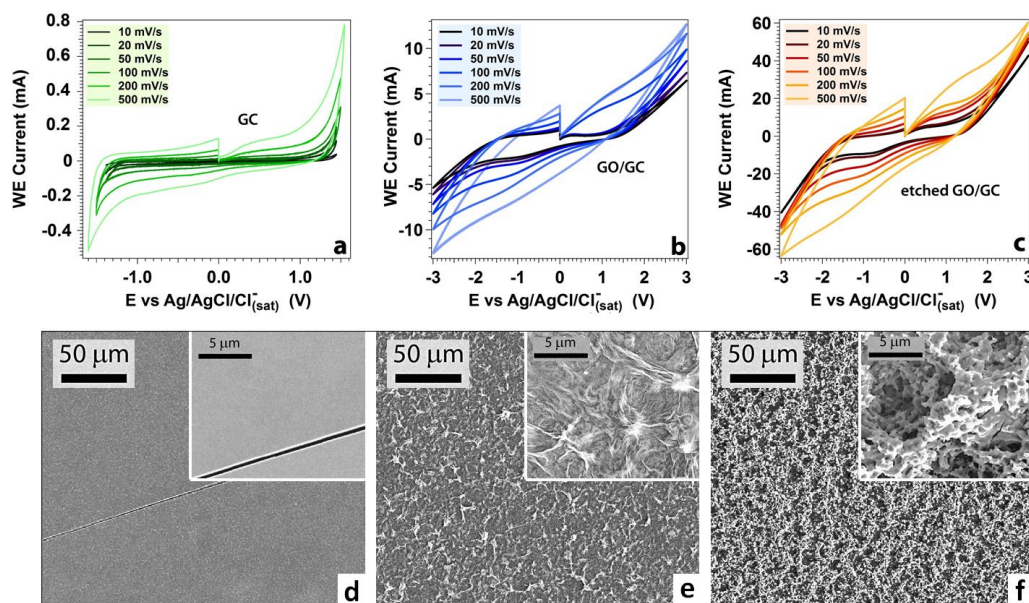 0.8
0.6
0.4
0.2
0
-0.2
0.4
WE Current (mA)
10 mV/s
20 mV/s
50 mV/s
100 mV/s
200 mV/s
500 mV/s
GC
a
-1.0 0.0 1.0
E vs Ag/AgCl/Cl⁻(sat) (V)
10
5
0
-5
-10
WE Current (mA)
10 mV/s
20 mV/s
50 mV/s
100 mV/s
200 mV/s
500 mV/s
GO/GC
b
-3 -2 -1 0 1 2 3
E vs Ag/AgCl/Cl⁻(sat) (V)
60
40
20
0
-20
-40
-60
WE Current (mA)
10 mV/s
20 mV/s
50 mV/s
100 mV/s
200 mV/s
500 mV/s
etched GO/GC
c
-3 -2 -1 0 1 2 3
E vs Ag/AgCl/Cl⁻(sat) (V)
50 μm
5 μm
d
50 μm
5 μm
e
50 μm
5 μm
f